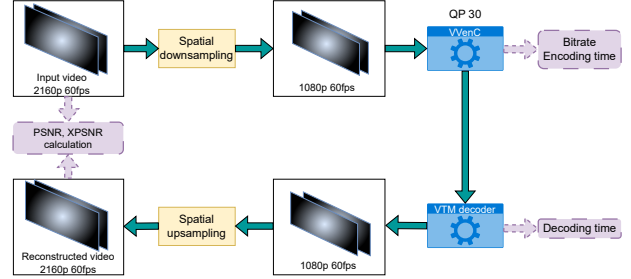 QP 30
Input video
2160p 60fps
Spatial
downsampling
1080p 60fps
VVenC
Bitrate
Encoding time
PSNR, XPSNR
calculation
Reconstructed video
2160p 60fps
Spatial
upsampling
1080p 60fps
VTM decoder
Decoding time